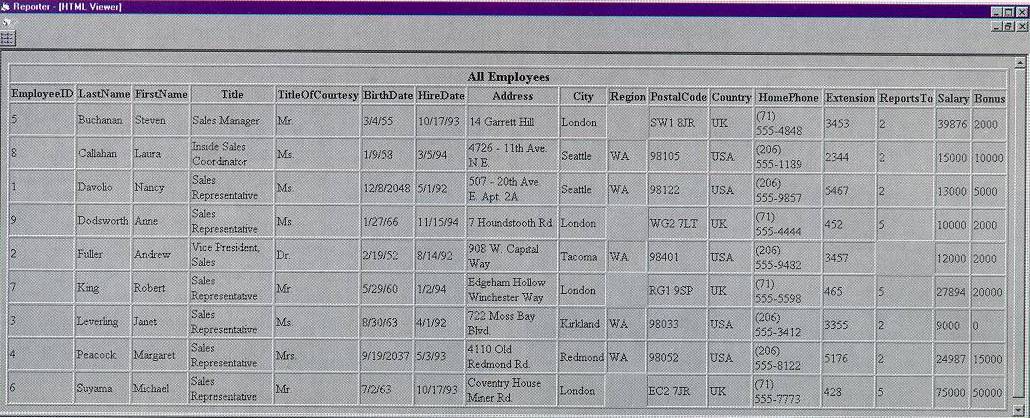 Reporter - [HTML Viewer]
All Employees
EmployeeID LastName FirstName Title TitleOfCourtesy BirthDate HireDate Address City Region PostalCode Country HomePhone Extension ReportsTo Salary Bonus
5 Buchanan Steven Sales Manager Mr. 3/4/55 10/17/93 14 Garrett Hill London SW1 8JR UK (71) 555-4848 3453 2 39876 2000
8 Callahan Laura Inside Sales Coordinator Ms. 1/9/58 3/5/94 4726 - 11th Ave. N.E. Seattle WA 98105 USA (206) 555-1189 2344 2 15000 10000
1 Davolio Nancy Sales Representative Ms. 12/8/2048 5/1/92 507 - 20th Ave. E. Apt. 2A Seattle WA 98122 USA (206) 555-9857 5467 2 13000 5000
9 Dodsworth Anne Sales Representative Ms. 1/27/66 11/15/94 7 Houndstooth Rd. London WG2 7LT UK (71) 555-4444 452 5 10000 2000
2 Fuller Andrew Vice President, Sales Dr. 2/19/52 8/14/92 908 W. Capital Way Tacoma WA 98401 USA (206) 555-9482 3457 12000 2000
7 King Robert Sales Representative Mr. 5/29/60 1/2/94 Edgeham Hollow Winchester Way London RG1 9SP UK (71) 555-5598 465 5 27894 20000
3 Leverling Janet Sales Representative Ms. 8/30/63 4/1/92 722 Moss Bay Blvd. Kirkland WA 98033 USA (206) 555-3412 3355 2 9000 0
4 Peacock Margaret Sales Representative Mrs. 9/19/2037 5/3/93 4110 Old Redmond Rd. Redmond WA 98052 USA (206) 555-8122 5176 2 24987 15000
6 Suyama Michael Sales Representative Mr. 7/2/63 10/17/93 Coventry House Miner Rd. London EC2 7JR UK (71) 555-7773 428 5 75000 50000